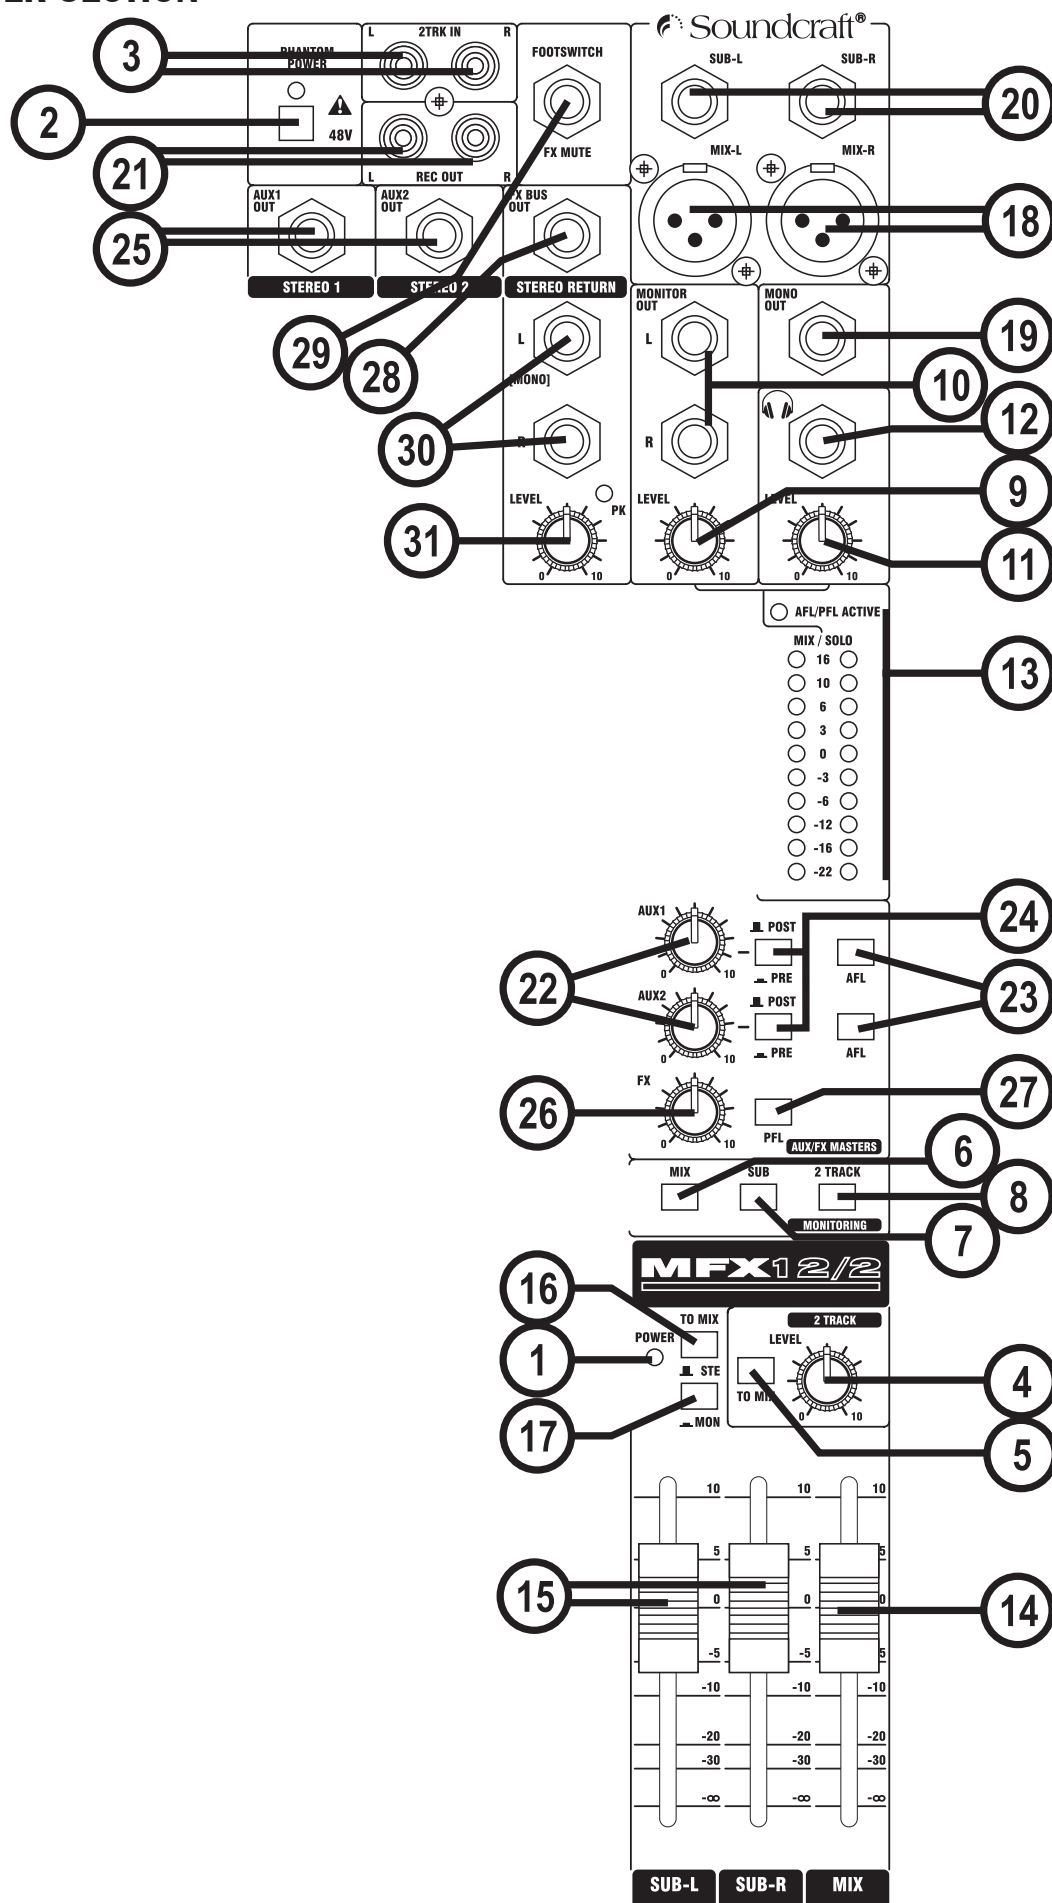 ER SECTION
Soundcraft®
3
L 2TRK IN R
PHANTOM
POWER
48V
2
FOOTSWITCH
FX MUTE
SUB-L
SUB-R
20
21
L REC OUT R
MIX-L
MIX-R
18
25
AUX1
OUT
AUX2
OUT
FX BUS
OUT
STEREO 1
STEREO 2
STEREO RETURN
29
28
L
[MONO]
R
30
MONITOR
OUT
L
R
MONO
OUT
19
10
12
LEVEL
PK
0 10
31
LEVEL
0 10
9
LEVEL
0 10
11
AFL/PFL ACTIVE
MIX / SOLO
16
10
6
3
0
-3
-6
-12
-16
-22
13
AUX1
0 10
POST
PRE
AFL
24
22
AUX2
0 10
POST
PRE
AFL
23
FX
0 10
26
PFL
27
AUX/FX MASTERS
6
MIX
SUB
2 TRACK
8
MONITORING
7
MFX12/2
16
TO MIX
2 TRACK
POWER
1
STE
LEVEL
TO MIX
0 10
4
17
MON
5
10 10 10
5 5 5
0 0 0
-5 -5 5
-10 -10 -10
-20 -20 -20
-30 -30 -30
-∞ -∞ -∞
15
14
SUB-L SUB-R MIX